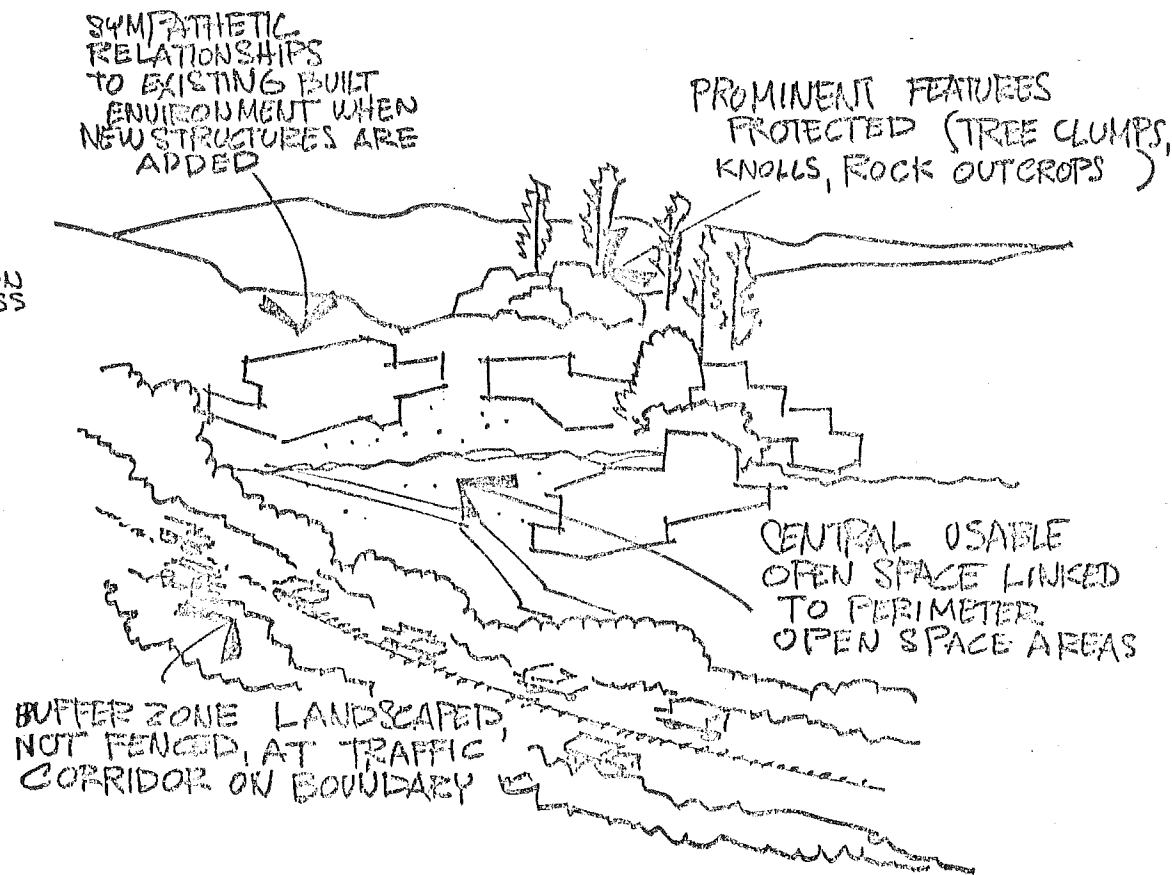 SYMPATHETIC
RELATIONSHIPS
TO EXISTING BUILT
ENVIRONMENT WHEN
NEW STRUCTURES ARE
ADDED
PROMINENT FEATURES
PROTECTED (TREE CLUMPS,
KNOLLS, ROCK OUTCROPS)
CENTRAL USABLE
OPEN SPACE LINKED
TO PERIMETER
OPEN SPACE AREAS
BUFFER ZONE LANDSCAPED,
NOT FENCED, AT TRAFFIC
CORRIDOR ON BOUNDARY